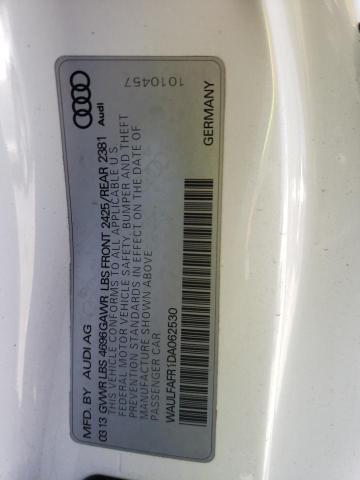 MFD. BY AUDI AG
03 13 GVWR LBS 4696 GAWR LBS FRONT 2425/REAR 2381
THIS VEHICLE CONFORMS TO ALL APPLICABLE U S
FEDERAL MOTOR VEHICLE SAFETY, BUMPER AND THEFT
PREVENTION STANDARDS IN EFFECT ON THE DATE OF
MANUFACTURE SHOWN ABOVE
PASSENGER CAR
WAULFAFR1DA062530
GERMANY
Audi
1010457